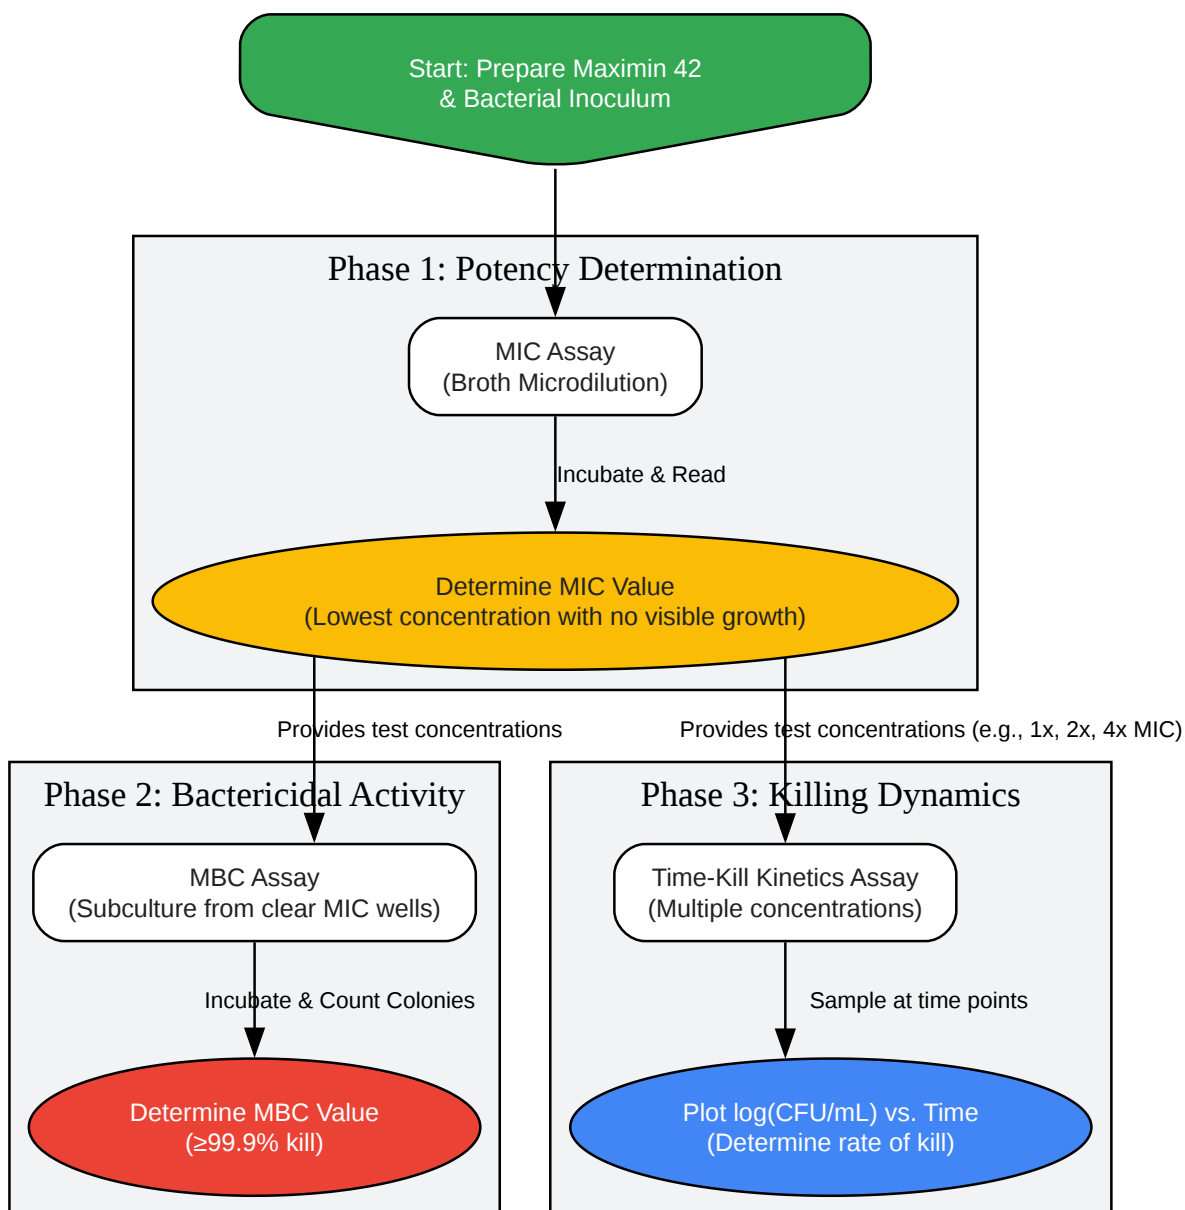 Start: Prepare Maximin 42
& Bacterial Inoculum
Phase 1: Potency Determination
MIC Assay
(Broth Microdilution)
Incubate & Read
Determine MIC Value
(Lowest concentration with no visible growth)
Provides test concentrations
Provides test concentrations (e.g., 1x, 2x, 4x MIC)
Phase 2: Bactericidal Activity
MBC Assay
(Subculture from clear MIC wells)
Incubate & Count Colonies
Determine MBC Value
(≥99.9% kill)
Phase 3: Killing Dynamics
Time-Kill Kinetics Assay
(Multiple concentrations)
Sample at time points
Plot log(CFU/mL) vs. Time
(Determine rate of kill)